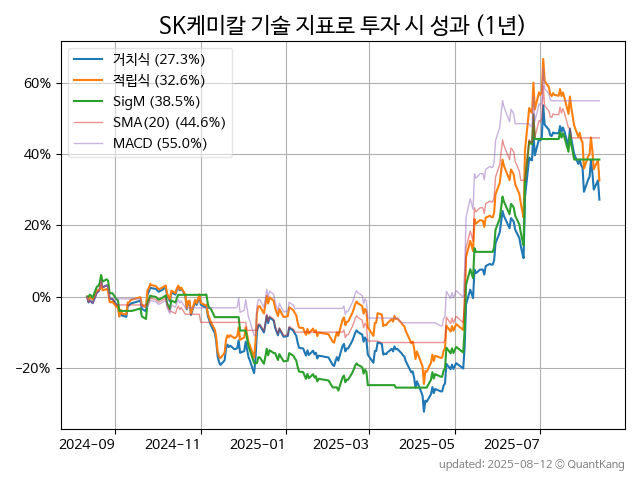 SK케미칼 기술 지표로 투자 시 성과 (1년)
거치식 (27.3%)
적립식 (32.6%)
SigM (38.5%)
SMA(20) (44.6%)
MACD (55.0%)
60%
40%
20%
0%
−20%
2024−09
2024−11
2025−01
2025−03
2025−05
2025−07
updated: 2025-08-12 © QuantKang